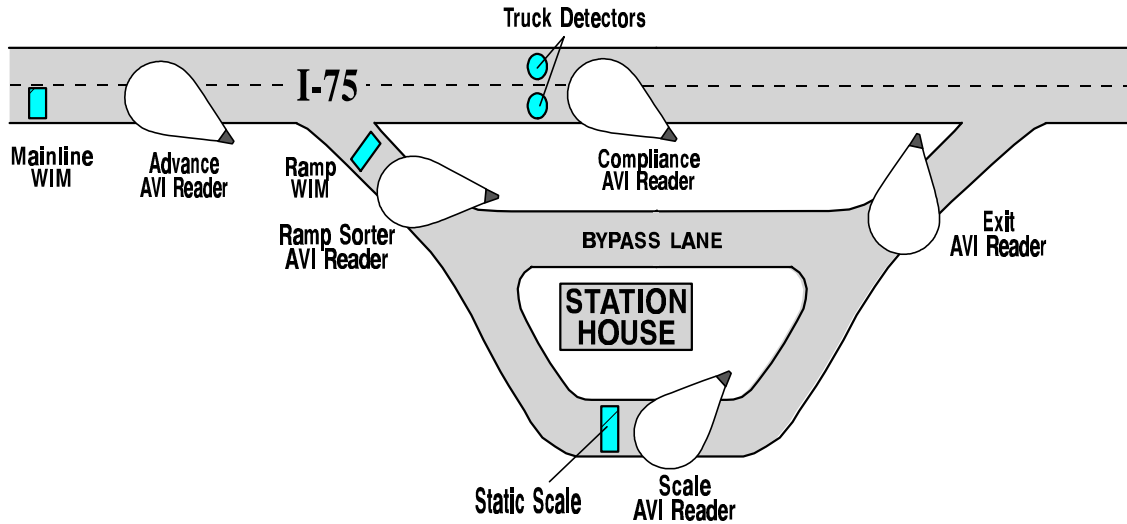 Truck Detectors
I-75
Mainline
WIM
Advance
AVI Reader
Ramp
WIM
Compliance
AVI Reader
Ramp Sorter
AVI Reader
BYPASS LANE
Exit
AVI Reader
STATION
HOUSE
Static Scale
Scale
AVI Reader